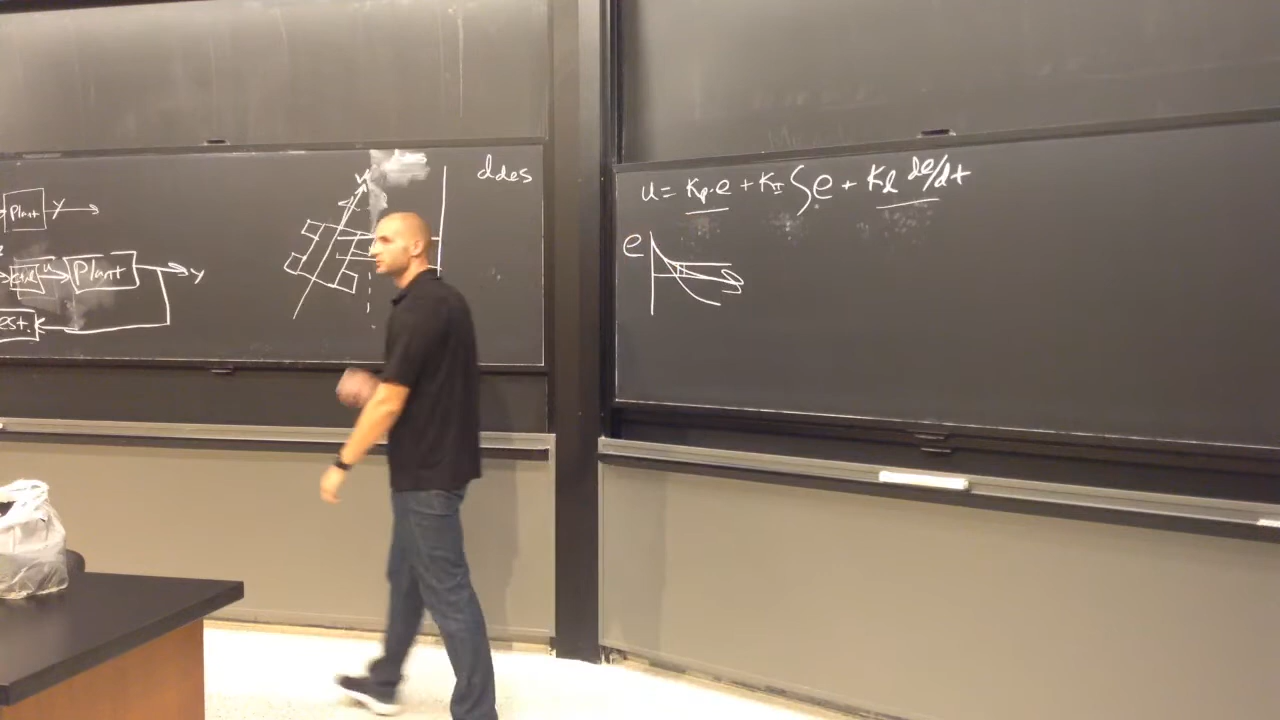 Plant y
u Plant y
est.
ddes
u = Kp·e + KI ∫e + Kd de/dt
e